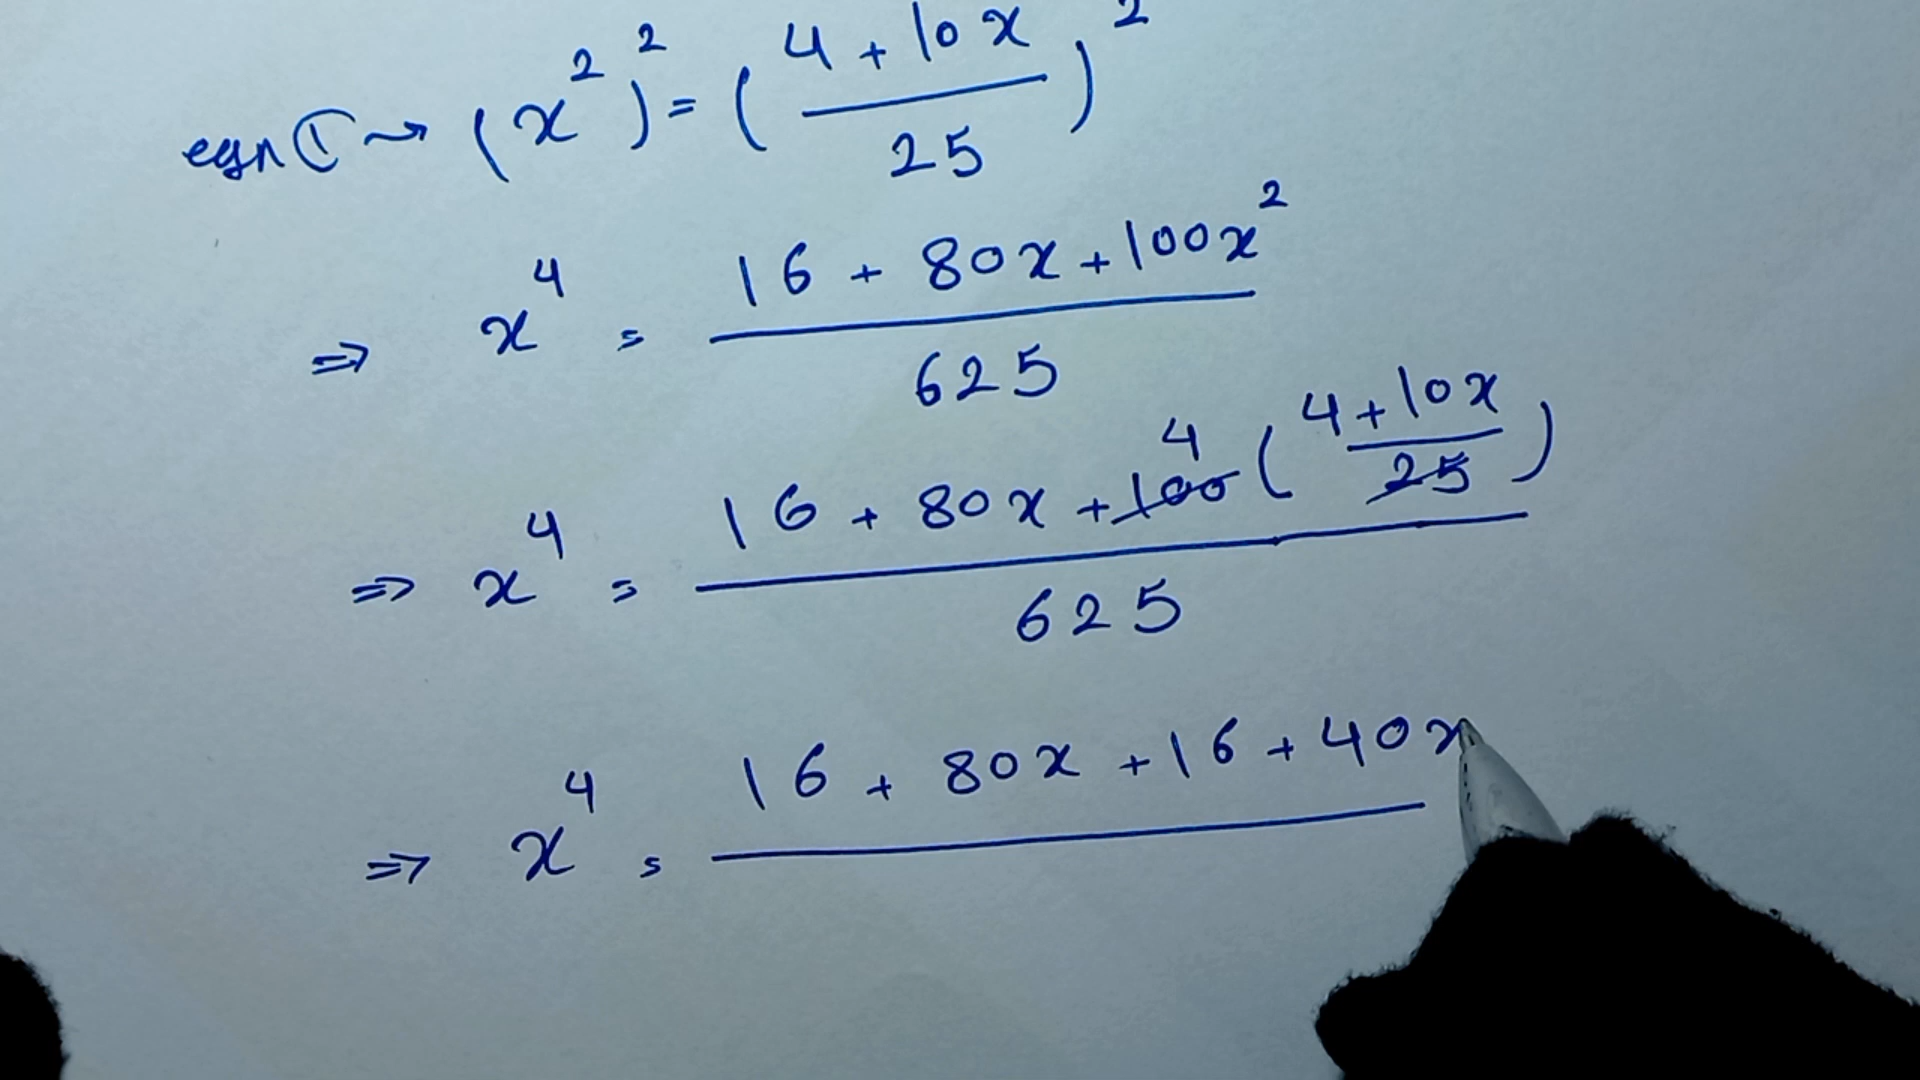 eqn ① → (x²)² = (4 + 10x / 25)²
⇒ x⁴ = 16 + 80x + 100x² / 625
⇒ x⁴ = 16 + 80x + 100 4 (4 + 10x / 25) / 625
⇒ x⁴ = 16 + 80x + 16 + 40x